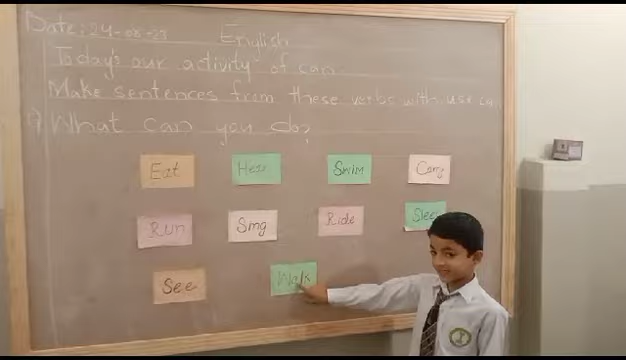 Date: 24-08-23 English
Today's our activity of can
Make sentences from these verbs with use can
What can you do?
Eat Hear Swim
Run Sing Ride Sleep
See Walk